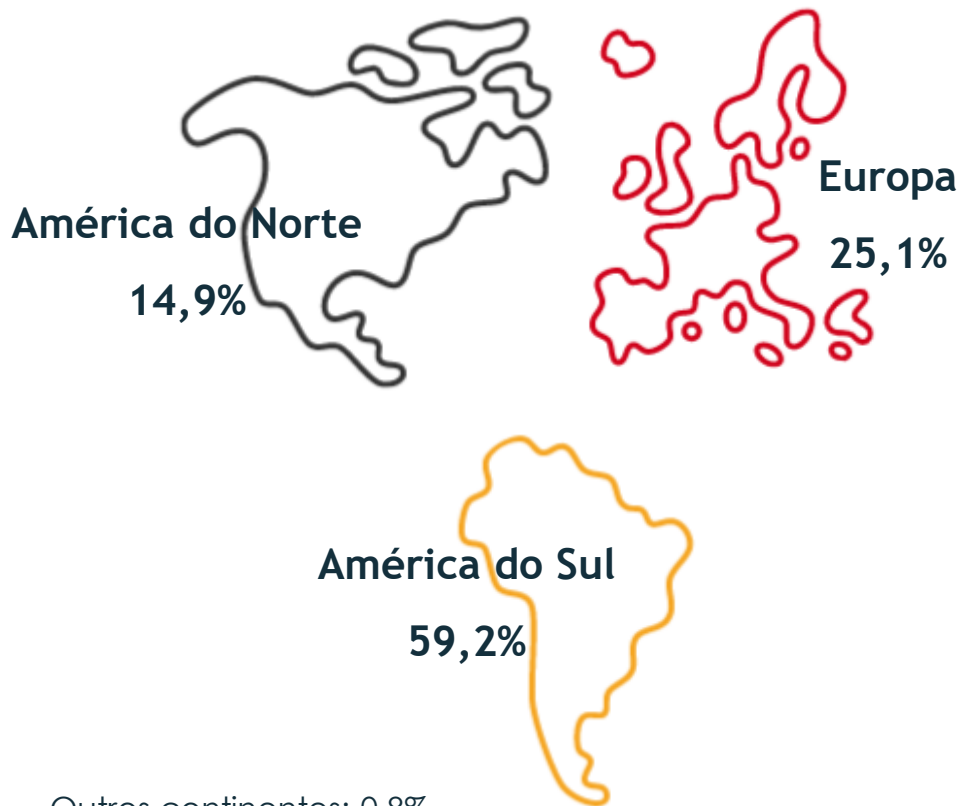 América do Norte
14,9%
Europa
25,1%
América do Sul
59,2%
Outros continentes: 0,8%